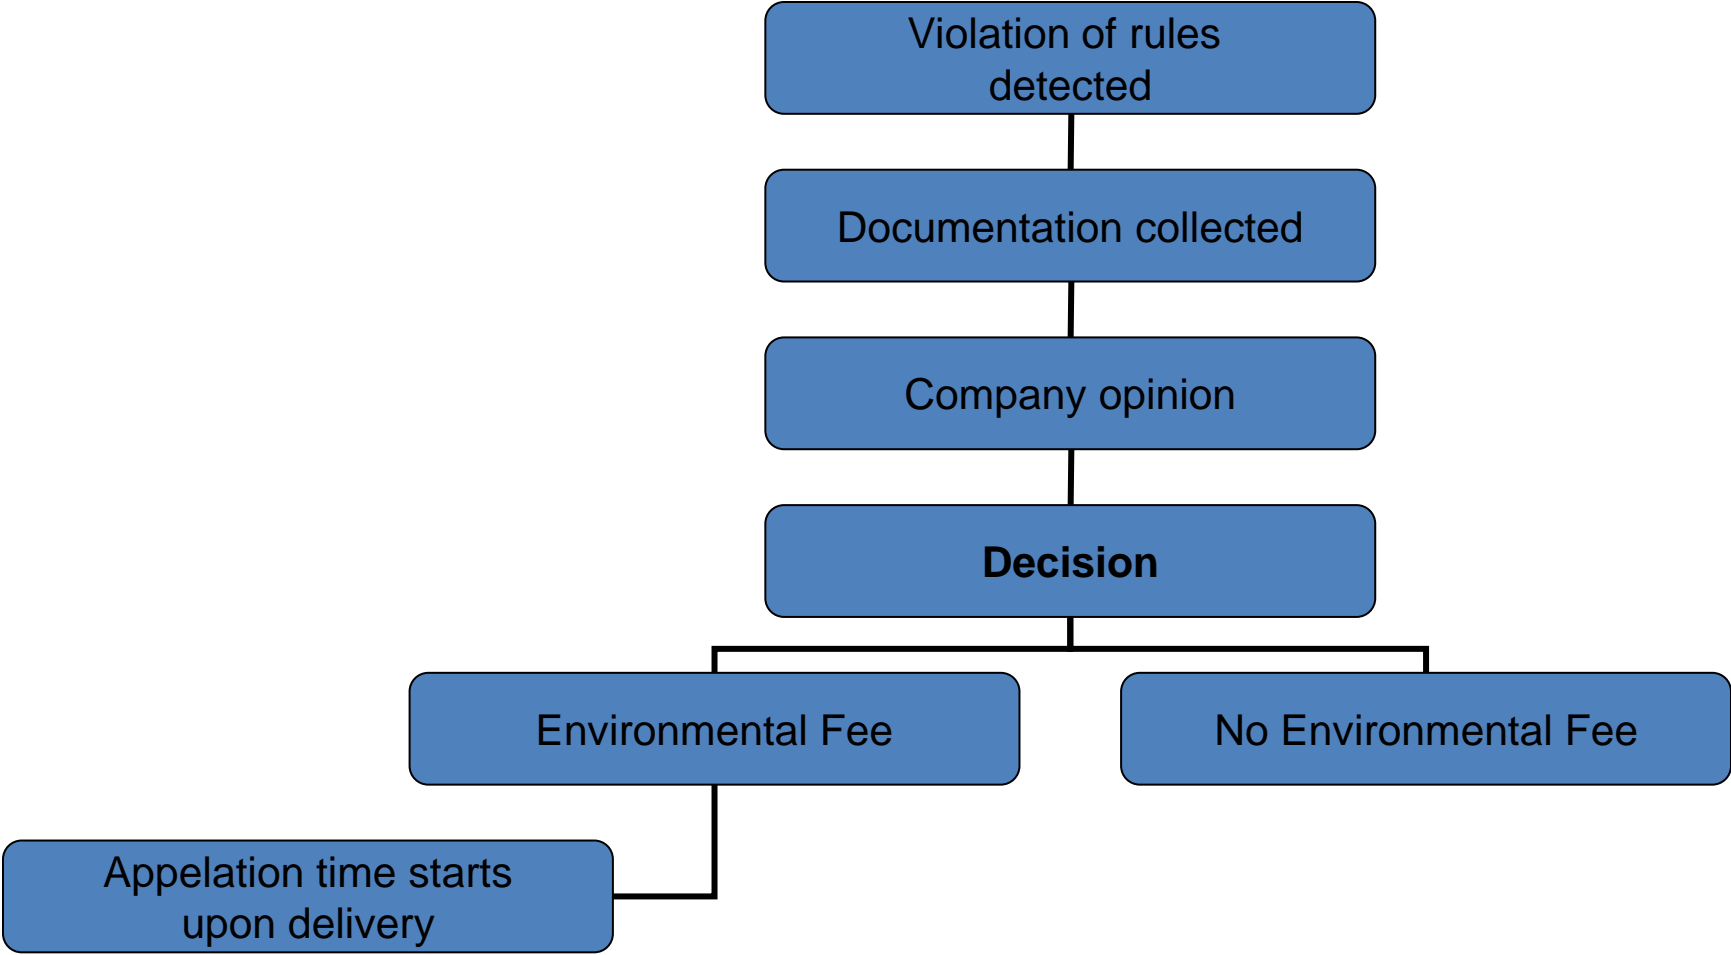 Violation of rules
detected
Documentation collected
Company opinion
Decision
Environmental Fee
No Environmental Fee
Appelation time starts
upon delivery